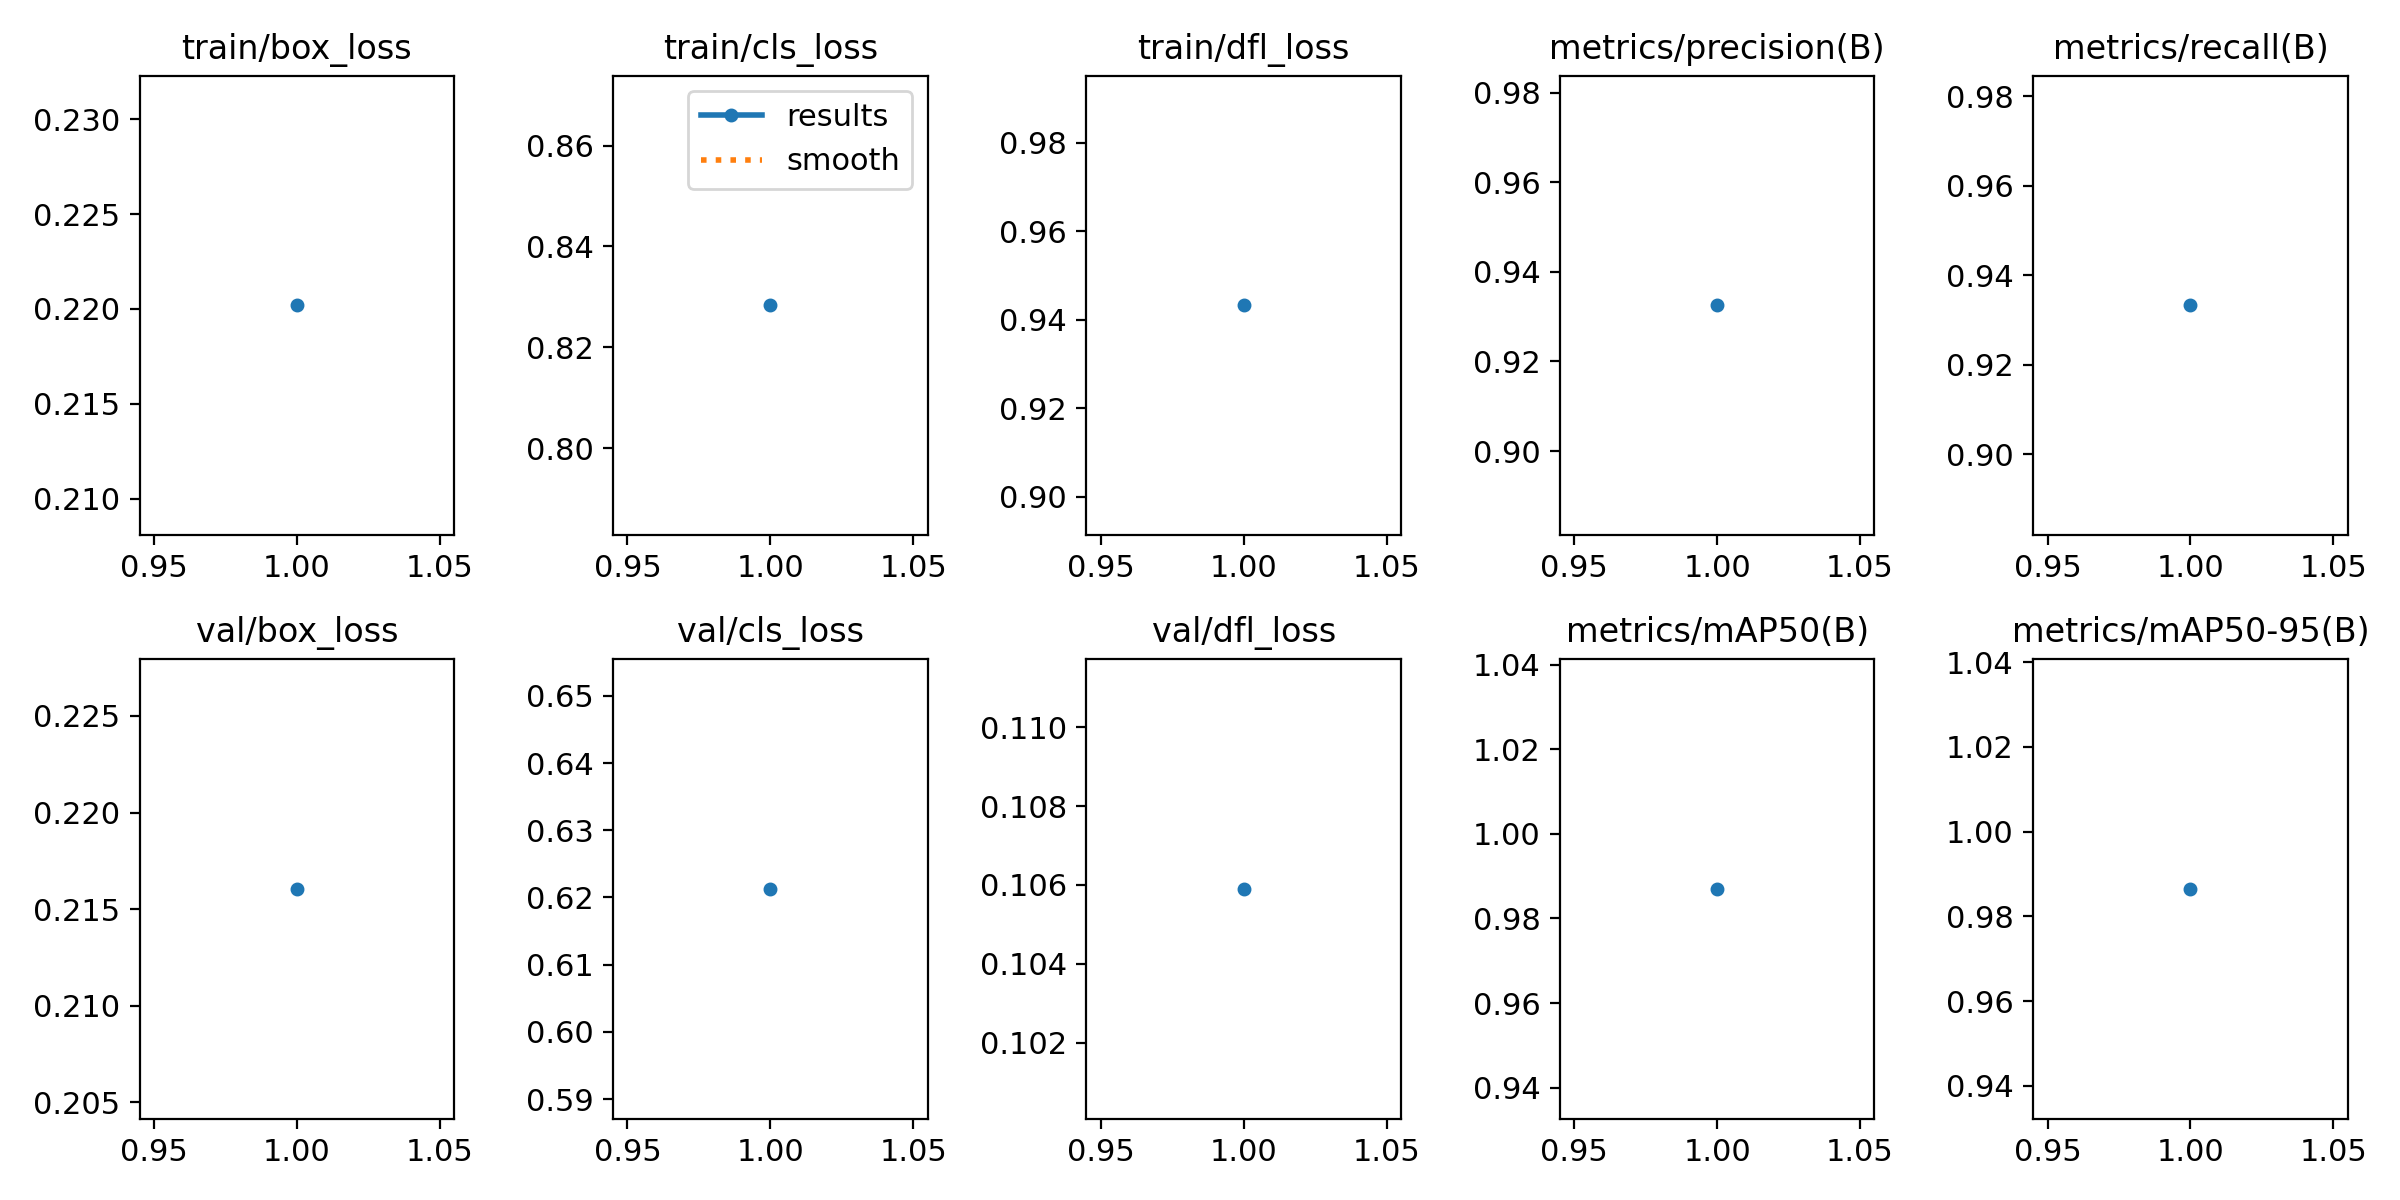 train/box_loss
0.230
0.225
0.220
0.215
0.210
0.95 1.00 1.05
train/cls_loss
results
smooth
0.86
0.84
0.82
0.80
0.95 1.00 1.05
train/dfl_loss
0.98
0.96
0.94
0.92
0.90
0.95 1.00 1.05
metrics/precision(B)
0.98
0.96
0.94
0.92
0.90
0.95 1.00 1.05
metrics/recall(B)
0.98
0.96
0.94
0.92
0.90
0.95 1.00 1.05
val/box_loss
0.225
0.220
0.215
0.210
0.205
0.95 1.00 1.05
val/cls_loss
0.65
0.64
0.63
0.62
0.61
0.60
0.59
0.95 1.00 1.05
val/dfl_loss
0.110
0.108
0.106
0.104
0.102
0.95 1.00 1.05
metrics/mAP50(B)
1.04
1.02
1.00
0.98
0.96
0.94
0.95 1.00 1.05
metrics/mAP50-95(B)
1.04
1.02
1.00
0.98
0.96
0.94
0.95 1.00 1.05